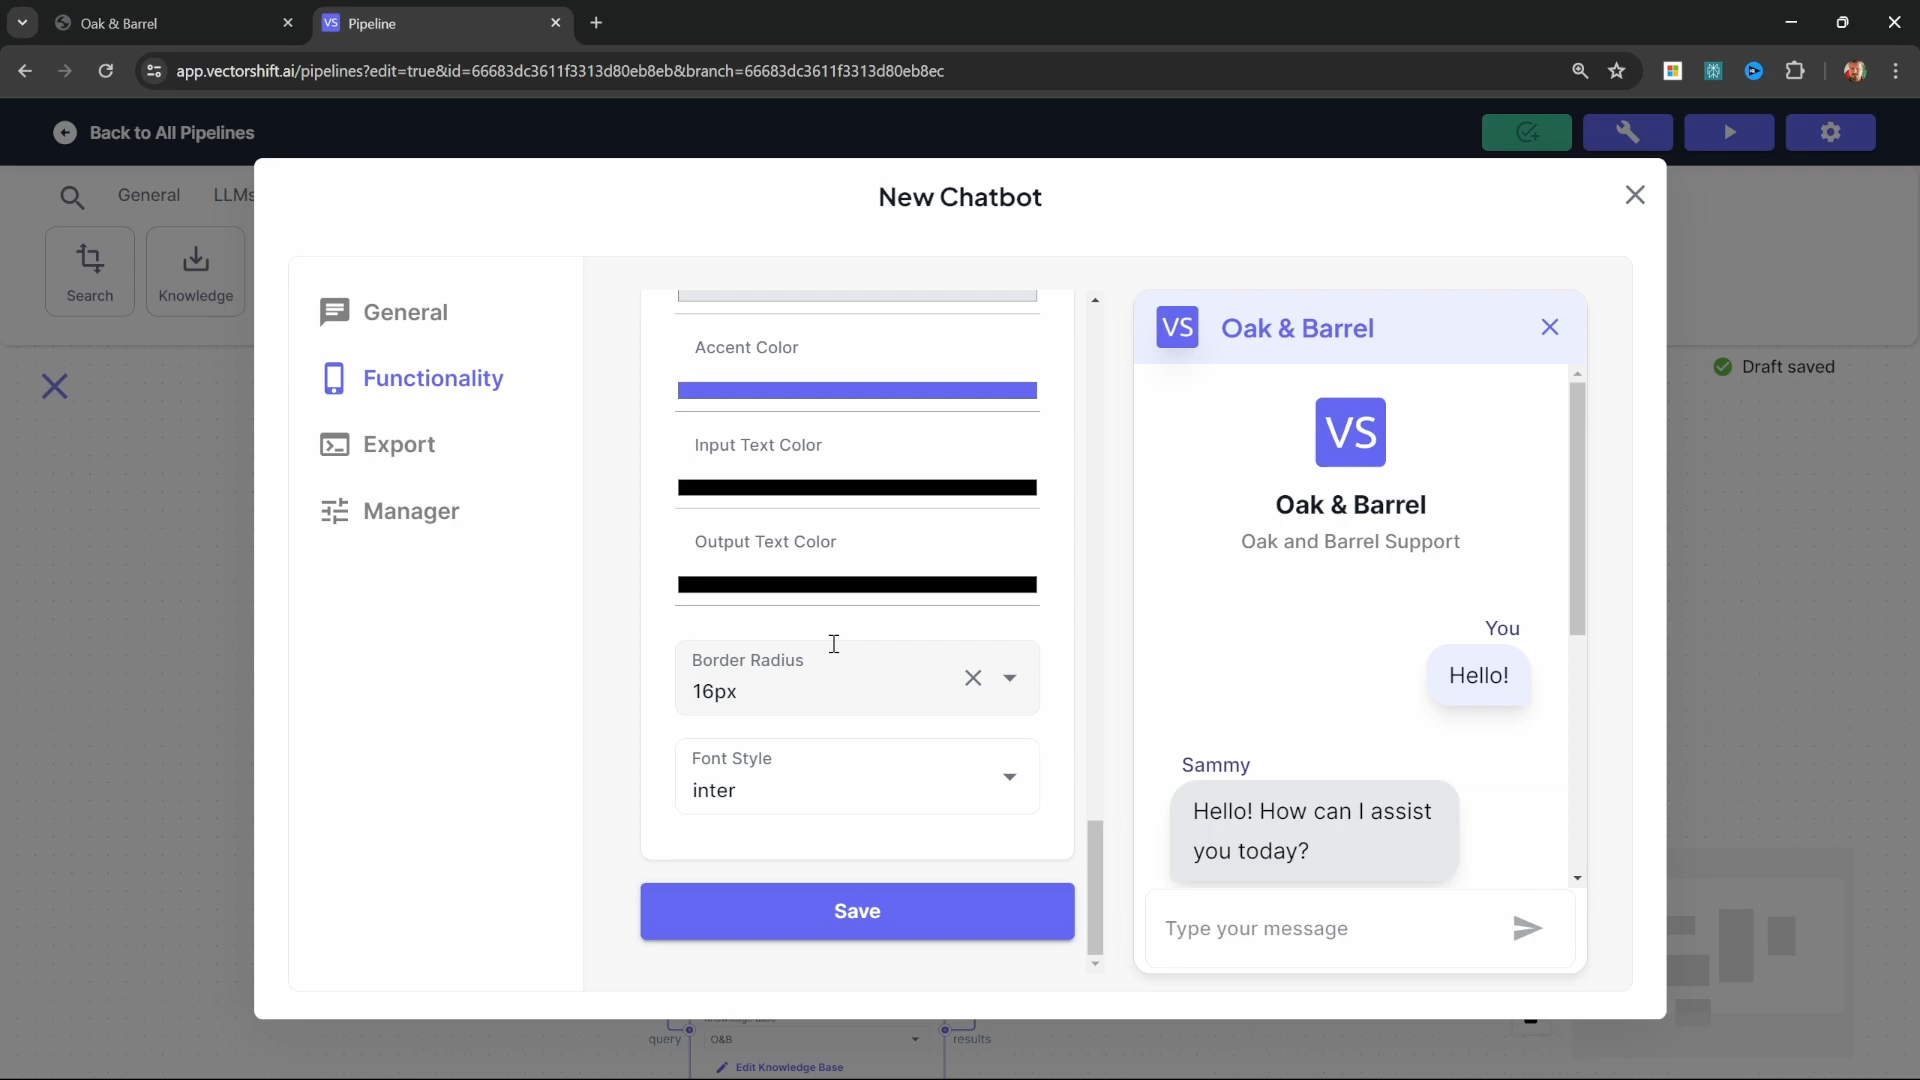 Oak & Barrel
VS Pipeline
app.vectorshift.ai/pipelines?edit=true&id=66683dc3611f3313d80eb8eb&branch=66683dc3611f3313d80eb8ec
Back to All Pipelines
General LLMs
Search
Knowledge
Draft saved
New Chatbot
General
Functionality
Export
Manager
Accent Color
Input Text Color
Output Text Color
Border Radius
16px
Font Style
inter
Save
VS Oak & Barrel
VS
Oak & Barrel
Oak and Barrel Support
You
Hello!
Sammy
Hello! How can I assist
you today?
Type your message
query
O&B
results
Edit Knowledge Base